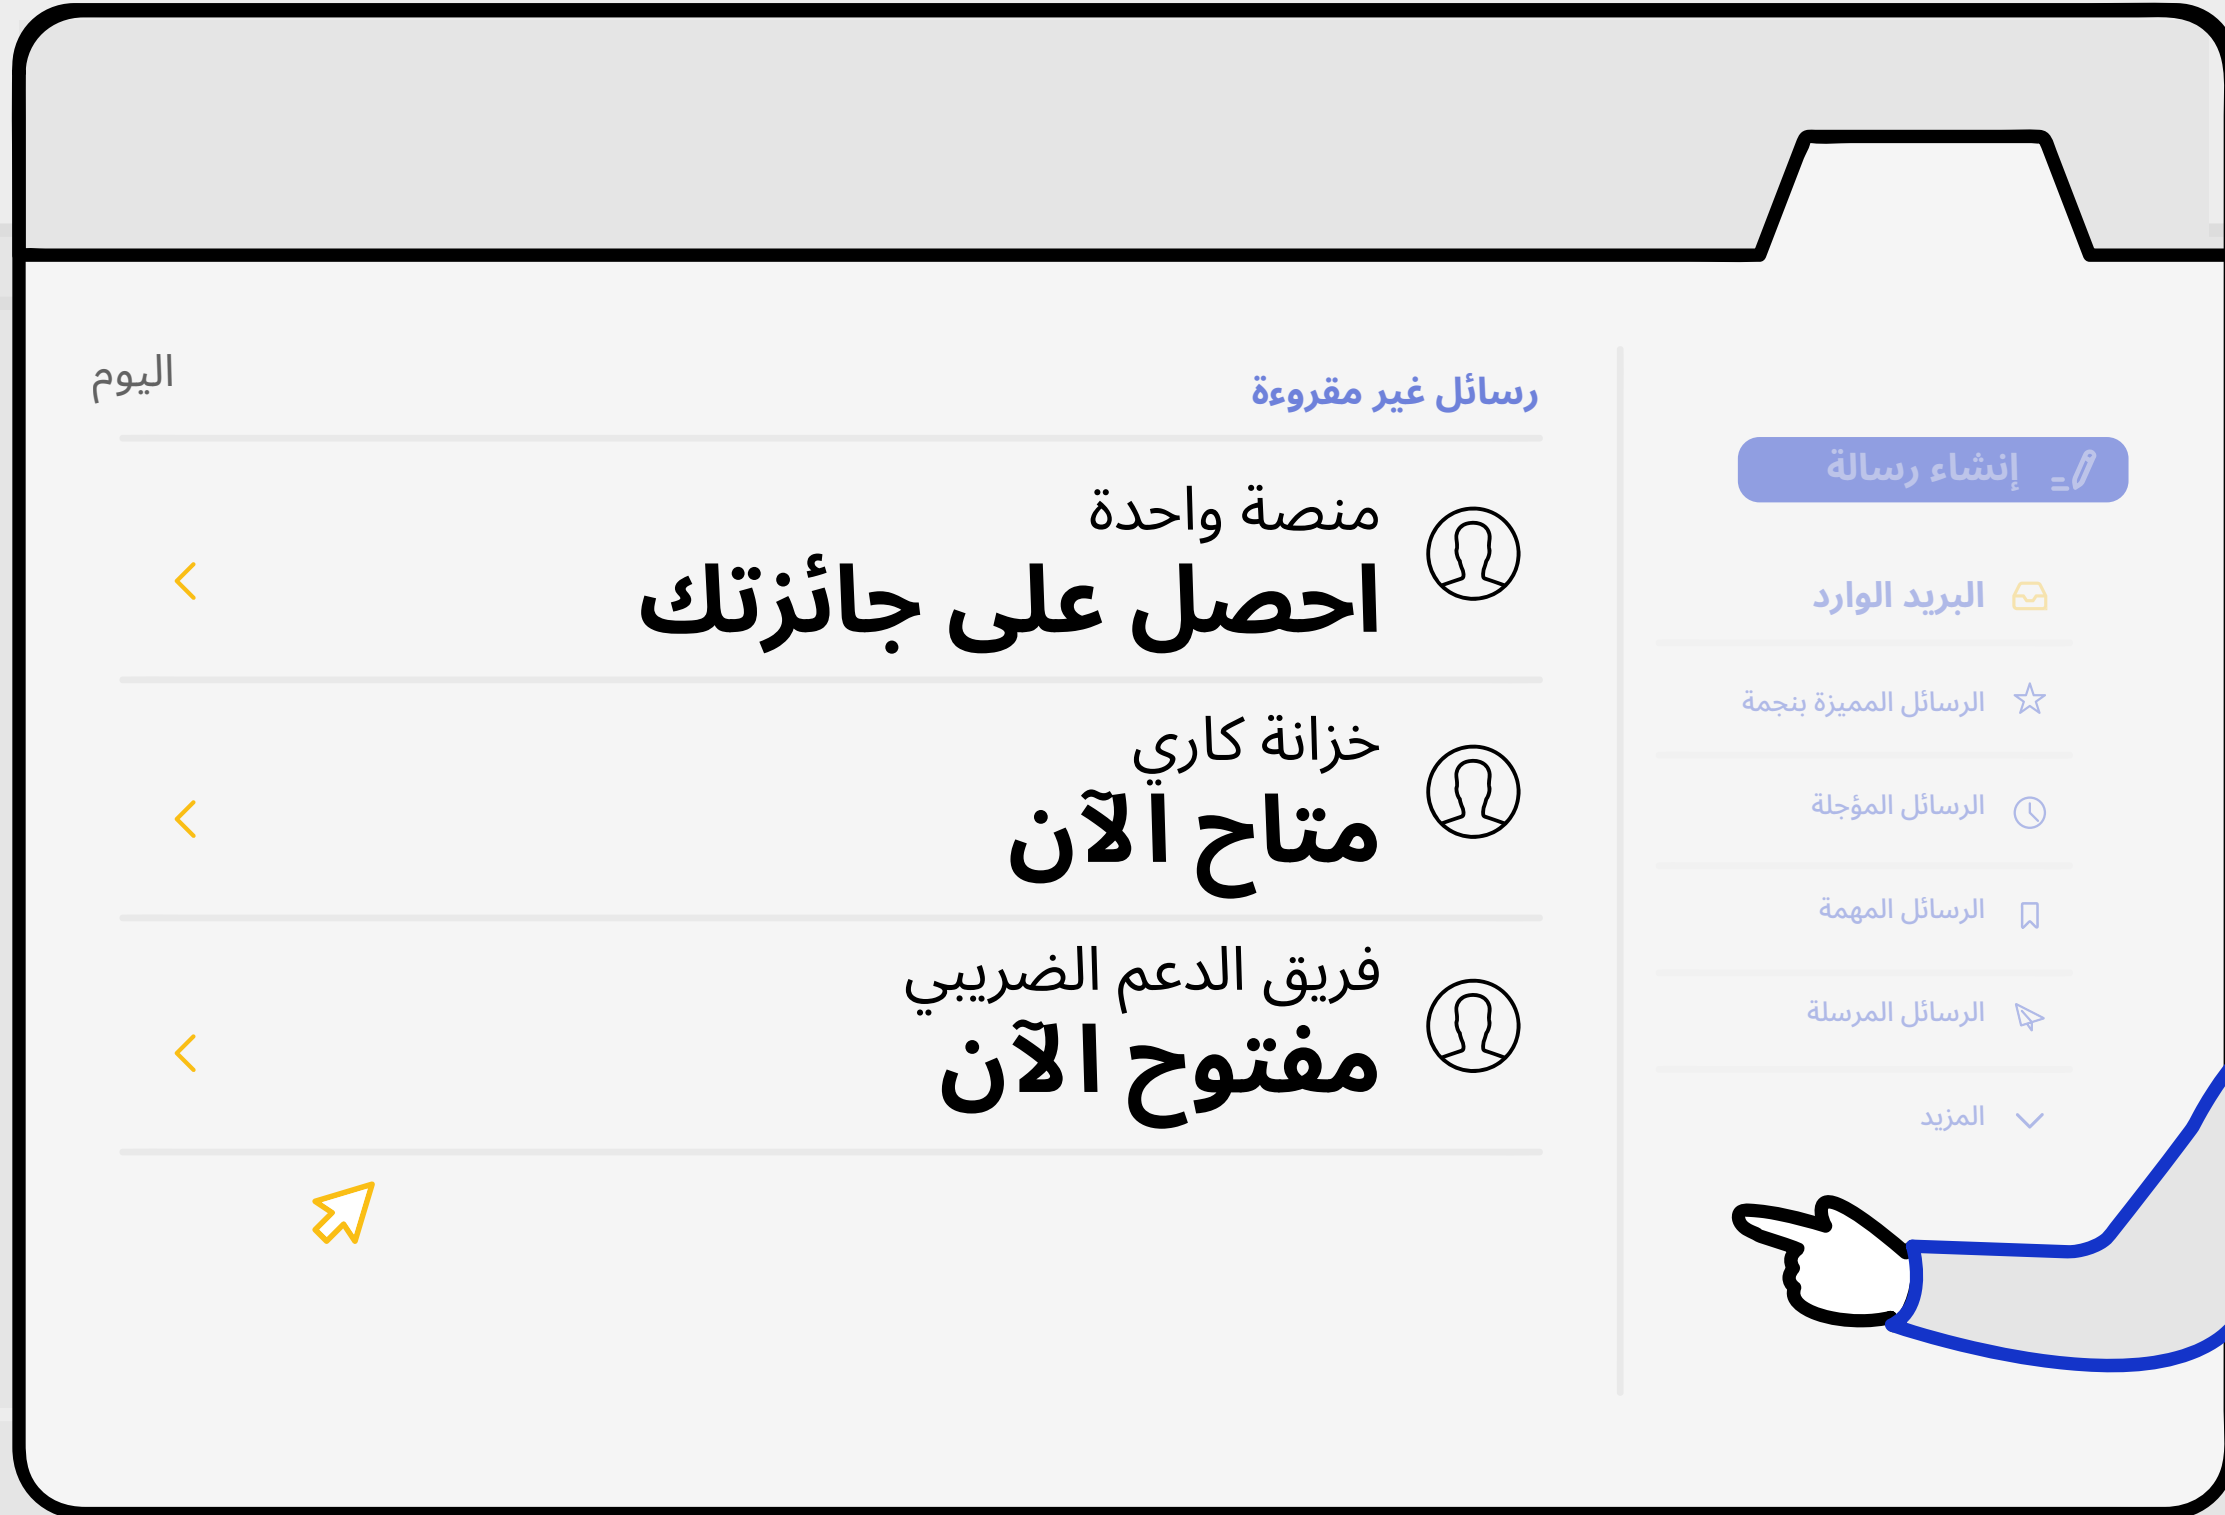 رسائل غير مقروءة
اليوم
منصة واحدة
احصل على جائزتك
خزانة كاري
متاح الآن
فريق الدعم الضريبي
مفتوح الآن
إنشاء رسالة
البريد الوارد
الرسائل المميزة بنجمة
الرسائل المؤجلة
الرسائل المهمة
الرسائل المرسلة
المزيد